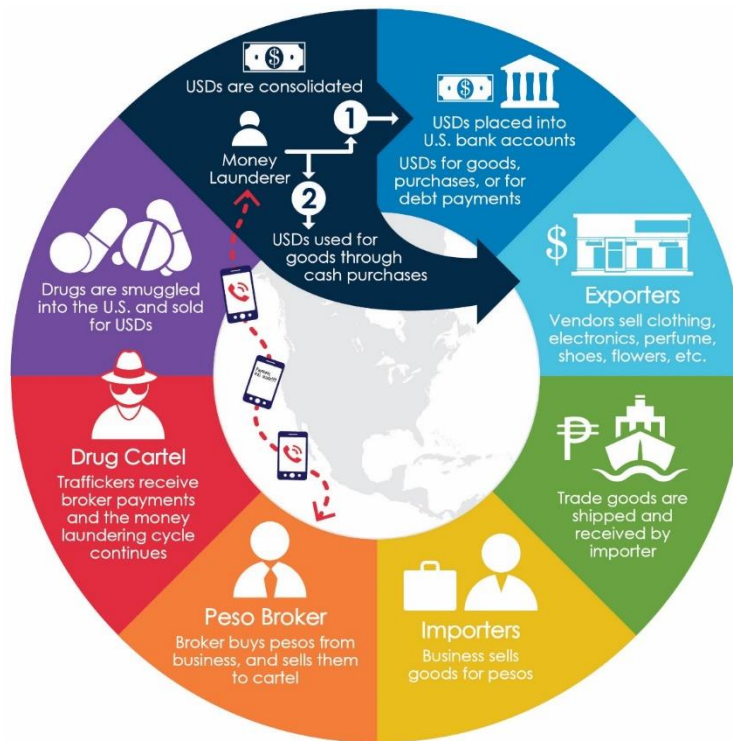 $
USDs are consolidated
1
Money
Launderer
2
USDs used for
goods through
cash purchases
$
USDs placed into
U.S. bank accounts
USDs for goods,
purchases, or for
debt payments
$
Exporters
Vendors sell clothing,
electronics, perfume,
shoes, flowers, etc.
₱
Trade goods are
shipped and
received by
importer
Importers
Business sells
goods for pesos
Peso Broker
Broker buys pesos from
business, and sells them
to cartel
Drug Cartel
Traffickers receive
broker payments
and the money
laundering cycle
continues
Drugs are smuggled
into the U.S. and sold
for USDs